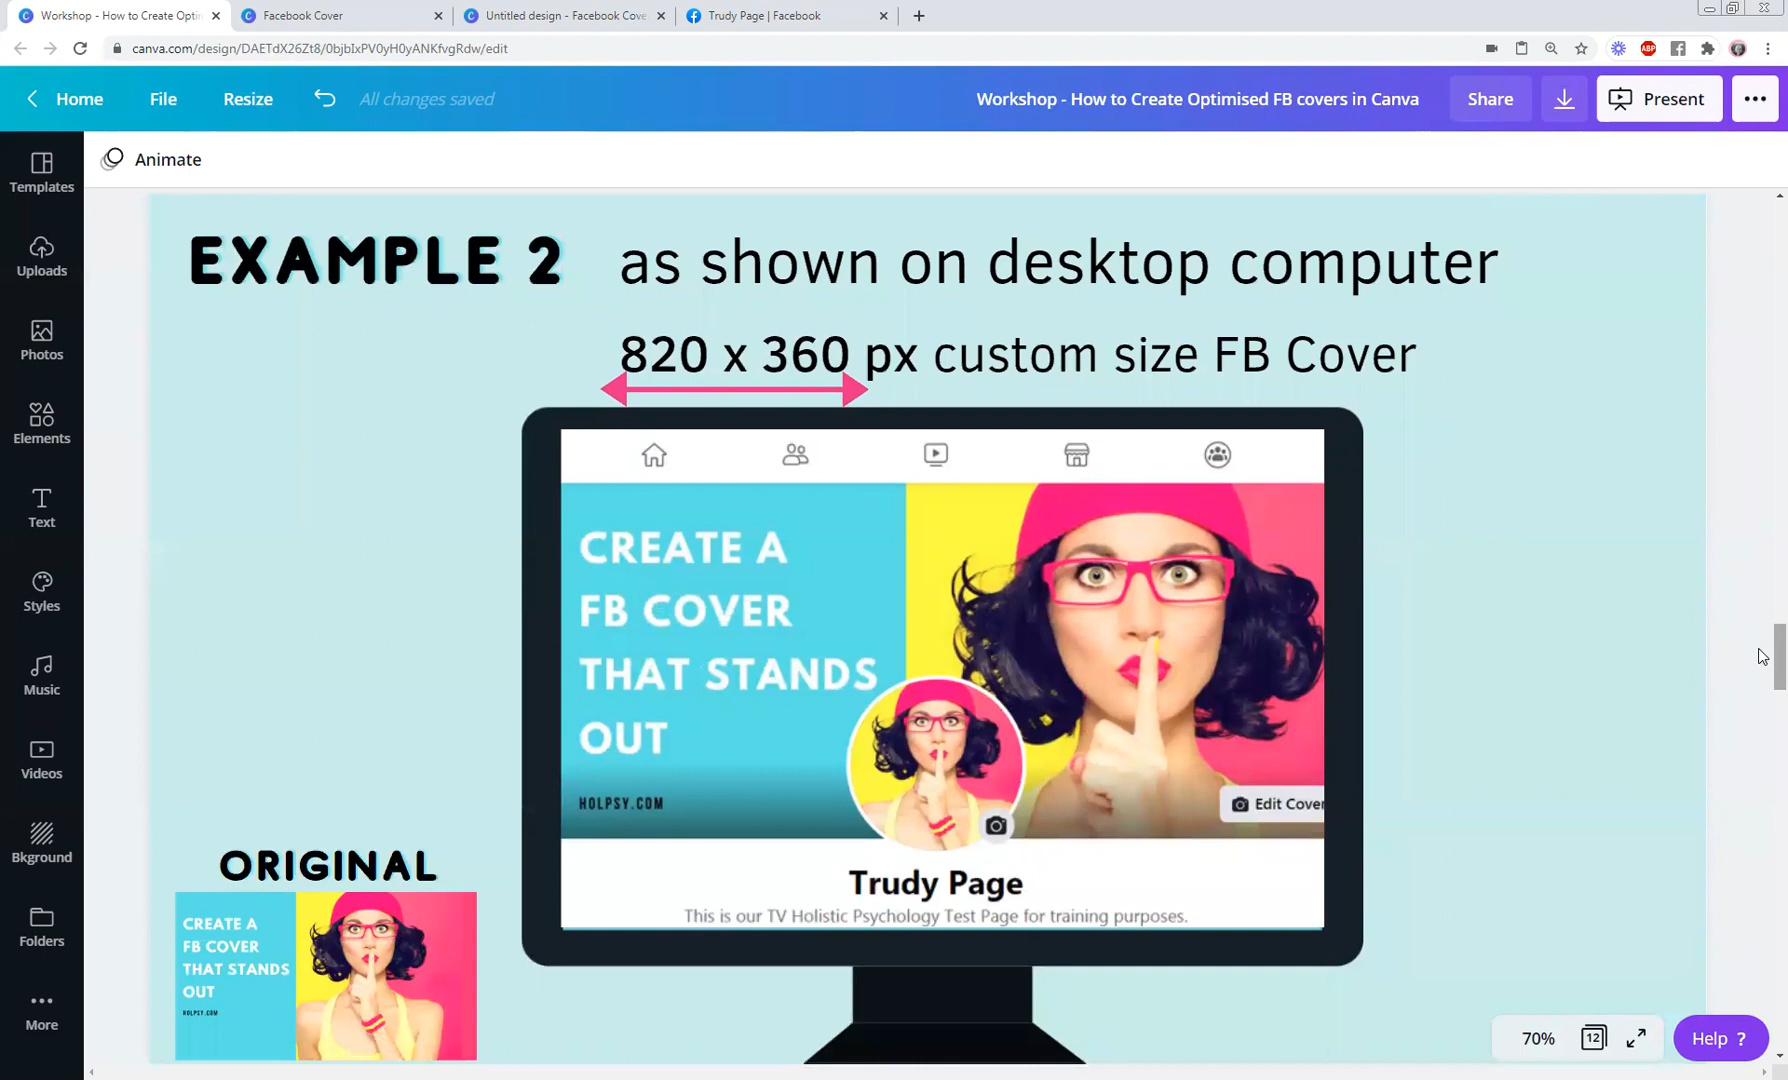 Workshop - How to Create Optim
Facebook Cover
Untitled design - Facebook Cove
Trudy Page | Facebook
canva.com/design/DAETdX26Zt8/0bjbIxPV0yH0yANKfvgRdw/edit
ABP
Home
File
Resize
All changes saved
Workshop - How to Create Optimised FB covers in Canva
Share
Present
Animate
Templates
Uploads
Photos
Elements
Text
Styles
Music
Videos
Bkground
Folders
More
EXAMPLE 2 as shown on desktop computer
820 x 360 px custom size FB Cover
CREATE A
FB COVER
THAT STANDS
OUT
HOLPSY.COM
Edit Cover
Trudy Page
This is our TV Holistic Psychology Test Page for training purposes.
ORIGINAL
CREATE A
FB COVER
THAT STANDS
OUT
HOLPSY.COM
70%
12
Help ?